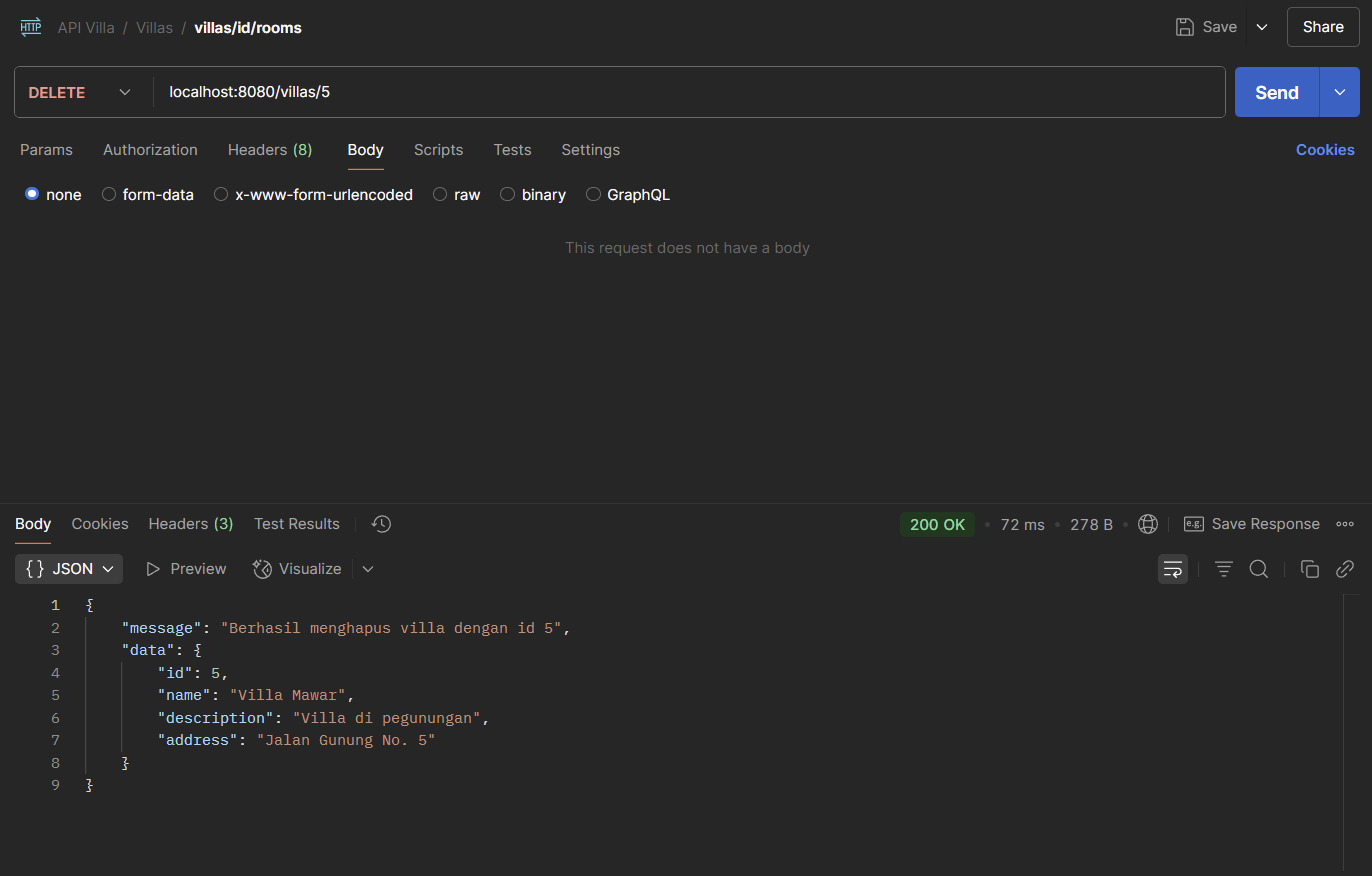 HTTP API Villa / Villas / villas/id/rooms Save Share
DELETE localhost:8080/villas/5 Send
Params Authorization Headers (8) Body Scripts Tests Settings Cookies
none form-data x-www-form-urlencoded raw binary GraphQL
This request does not have a body
Body Cookies Headers (3) Test Results 200 OK • 72 ms • 278 B • e.g. Save Response
{} JSON Preview Visualize
1 {
2 "message": "Berhasil menghapus villa dengan id 5",
3 "data": {
4 "id": 5,
5 "name": "Villa Mawar",
6 "description": "Villa di pegunungan",
7 "address": "Jalan Gunung No. 5"
8 }
9 }